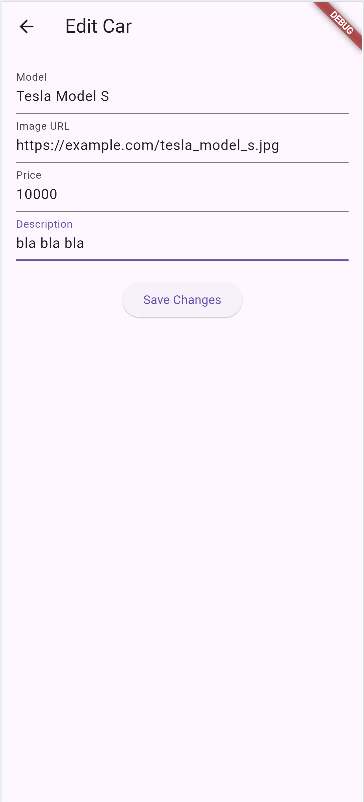 Edit Car
DEBUG
Model
Tesla Model S
Image URL
https://example.com/tesla_model_s.jpg
Price
10000
Description
bla bla bla
Save Changes